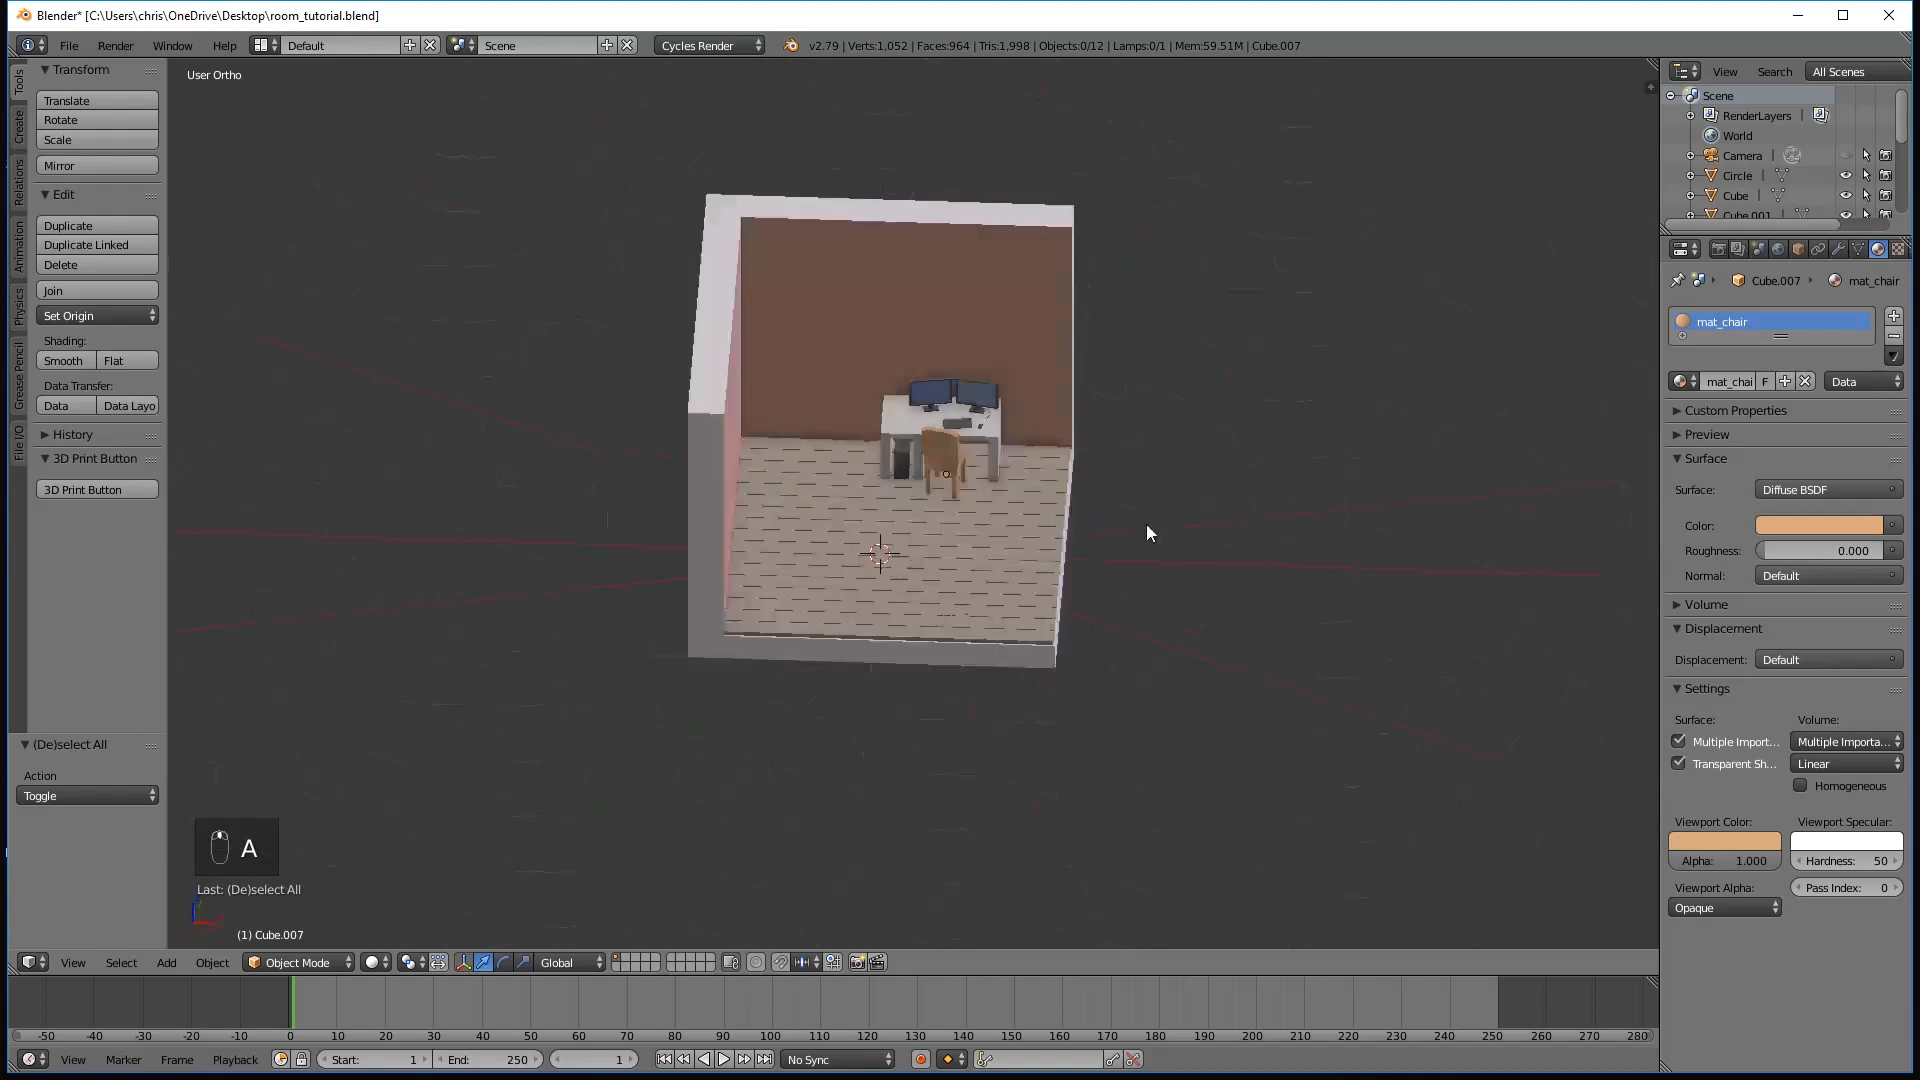 Blender* [C:\Users\chris\OneDrive\Desktop\room_tutorial.blend]
File Render Window Help Default Scene Cycles Render v2.79 | Verts:1,052 | Faces:964 | Tris:1,998 | Objects:0/12 | Lamps:0/1 | Mem:59.51M | Cube.007
Tools
Create
Relations
Animation
Physics
Grease Pencil
File I/O
Transform
Translate
Rotate
Scale
Mirror
Edit
Duplicate
Duplicate Linked
Delete
Join
Set Origin
Shading:
Smooth Flat
Data Transfer:
Data Data Layo
History
3D Print Button
3D Print Button
(De)select All
Action
Toggle
User Ortho
A
Last: (De)select All
(1) Cube.007
View Search All Scenes
Scene
RenderLayers
World
Camera
Circle
Cube
Cube.001
Cube.007 mat_chair
mat_chair
mat_chai F Data
Custom Properties
Preview
Surface
Surface: Diffuse BSDF
Color:
Roughness: 0.000
Normal: Default
Volume
Displacement
Displacement: Default
Settings
Surface: Volume:
Multiple Import... Multiple Importa...
Transparent Sh... Linear
Homogeneous
Viewport Color: Viewport Specular:
Alpha: 1.000 Hardness: 50
Viewport Alpha: Pass Index: 0
Opaque
View Select Add Object Object Mode Global
-50 -40 -30 -20 -10 0 10 20 30 40 50 60 70 80 90 100 110 120 130 140 150 160 170 180 190 200 210 220 230 240 250 260 270 280
View Marker Frame Playback Start: 1 End: 250 1 No Sync